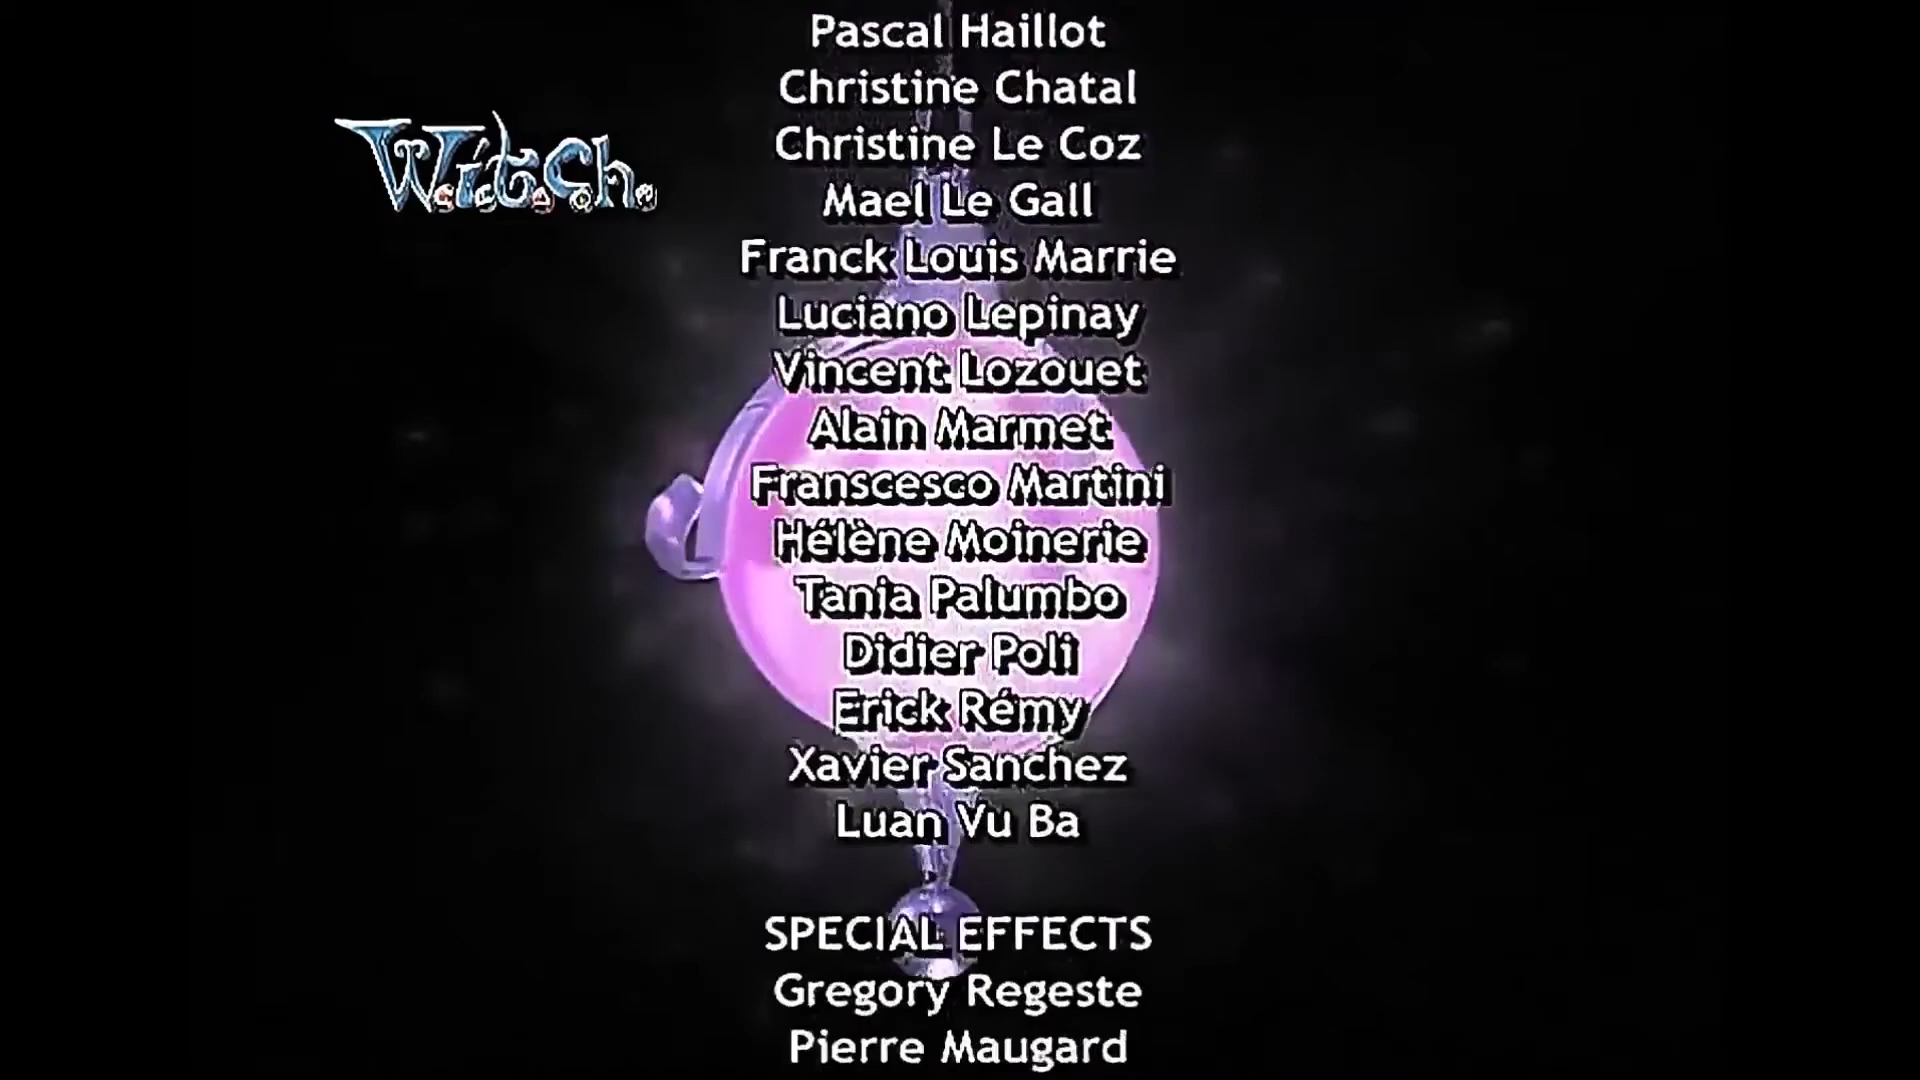 W.i.t.c.h.
Pascal Haillot
Christine Chatal
Christine Le Coz
Mael Le Gall
Franck Louis Marrie
Luciano Lepinay
Vincent Lozouet
Alain Marmet
Franscesco Martini
Hélène Moinerie
Tania Palumbo
Didier Poli
Erick Rémy
Xavier Sanchez
Luan Vu Ba
SPECIAL EFFECTS
Gregory Regeste
Pierre Maugard